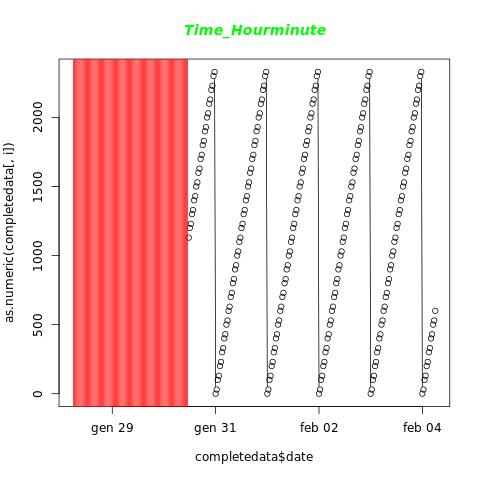 Time_Hourminute
as.numeric(completedata[, i])
2000
1500
1000
500
0
gen 29
gen 31
feb 02
feb 04
completedata$date